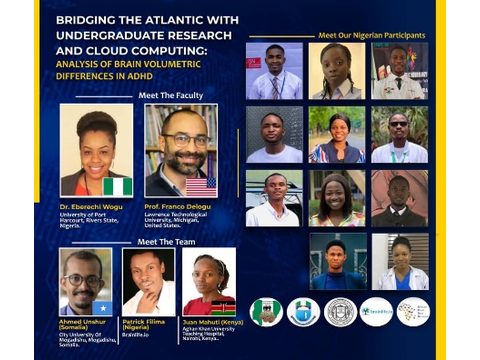 BRIDGING THE ATLANTIC WITH
UNDERGRADUATE RESEARCH
AND CLOUD COMPUTING:
ANALYSIS OF BRAIN VOLUMETRIC
DIFFERENCES IN ADHD
Meet The Faculty
Dr. Eberechi Wogu
University of Port
Harcourt, Rivers State,
Nigeria.
Prof. Franco Delogu
Lawrence Technological
University, Michigan,
United States.
Meet The Team
Ahmed Unshur
(Somalia)
City University Of
Mogadishu, Mogadishu,
Somalia.
Patrick Filima
(Nigeria)
Brainlife.io
Juan Mahuti (Kenya)
Aghan Khan University
Teaching Hospital,
Nairobi, Kenya.
Meet Our Nigerian Participants